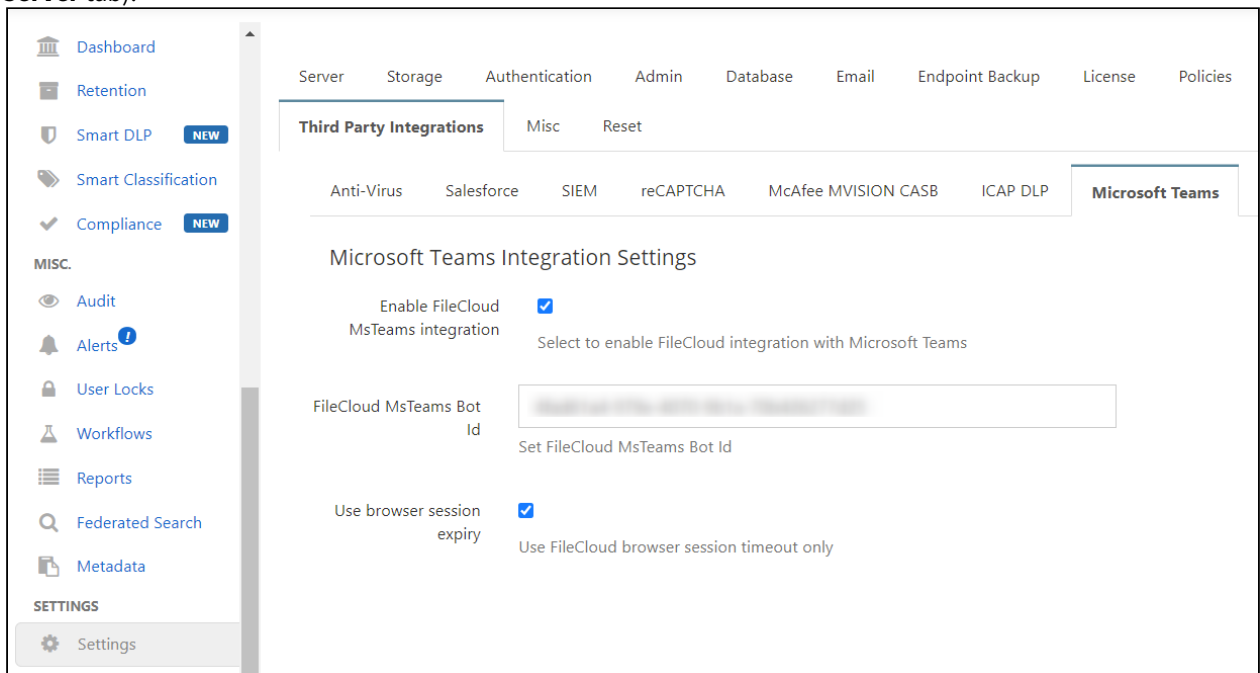 Server tab).
Dashboard
Retention
Smart DLP NEW
Smart Classification
Compliance NEW
MISC.
Audit
Alerts !
User Locks
Workflows
Reports
Federated Search
Metadata
SETTINGS
Settings
Server Storage Authentication Admin Database Email Endpoint Backup License Policies
Third Party Integrations Misc Reset
Anti-Virus Salesforce SIEM reCAPTCHA McAfee MVISION CASB ICAP DLP Microsoft Teams
Microsoft Teams Integration Settings
Enable FileCloud
MsTeams integration
Select to enable FileCloud integration with Microsoft Teams
FileCloud MsTeams Bot
Id
Set FileCloud MsTeams Bot Id
Use browser session
expiry
Use FileCloud browser session timeout only